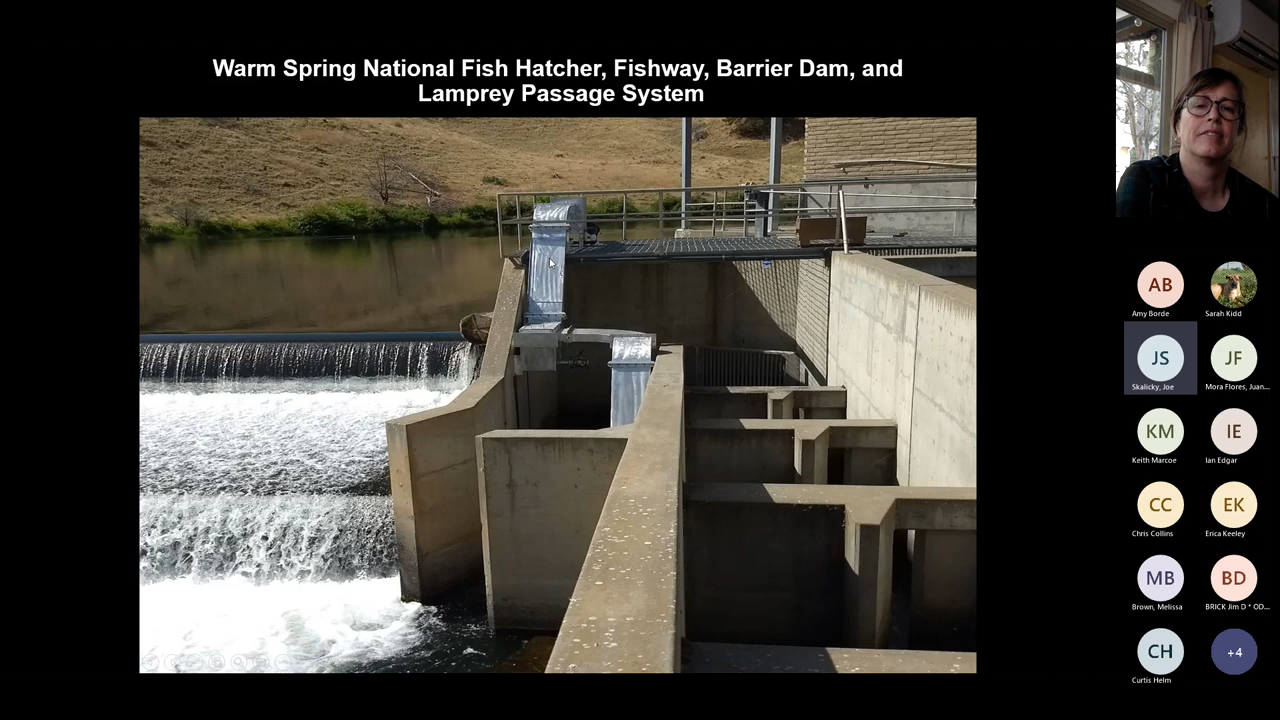 Warm Spring National Fish Hatcher, Fishway, Barrier Dam, and
Lamprey Passage System
AB
Amy Borde
Sarah Kidd
JS
Skalicky, Joe
JF
Mora Flores, Juan...
KM
Keith Marcoe
IE
Ian Edgar
CC
Chris Collins
EK
Erica Keeley
MB
Brown, Melissa
BD
BRICK Jim D * OD...
CH
Curtis Helm
+4